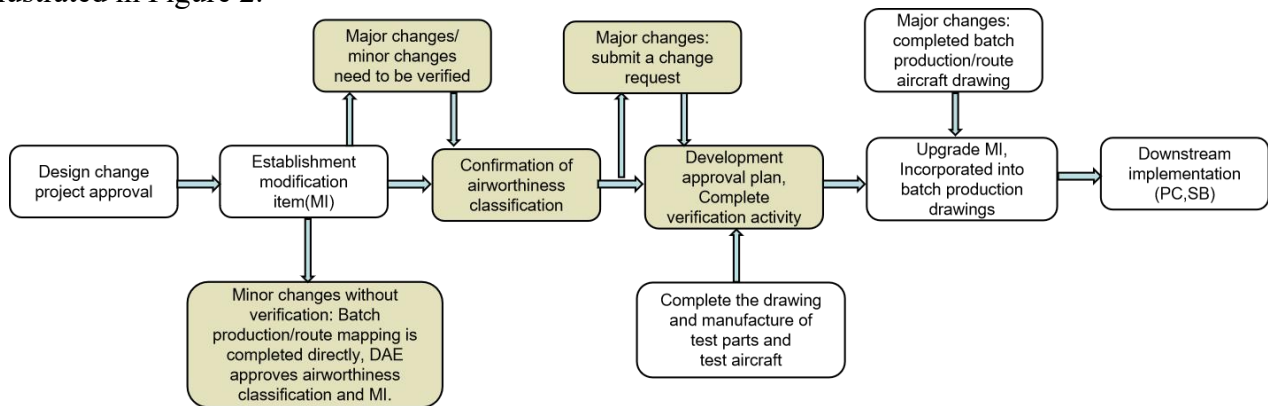 ustrated in Figure 2.
Major changes/
minor changes
need to be verified
Major changes:
submit a change
request
Major changes:
completed batch
production/route
aircraft drawing
Design change
project approval
Establishment
modification
item(MI)
Confirmation of
airworthiness
classification
Development
approval plan,
Complete
verification activity
Upgrade MI,
Incorporated into
batch production
drawings
Downstream
implementation
(PC,SB)
Minor changes without
verification: Batch
production/route mapping is
completed directly, DAE
approves airworthiness
classification and MI.
Complete the drawing
and manufacture of
test parts and
test aircraft